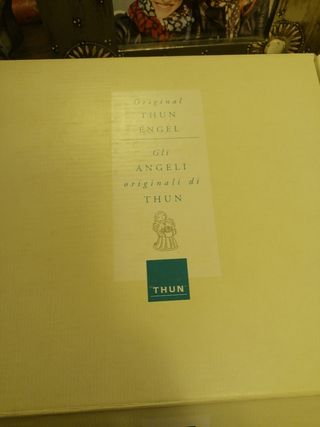 Original
THUN
ENGEL
Gli
ANGELI
originali di
THUN
"THUN"